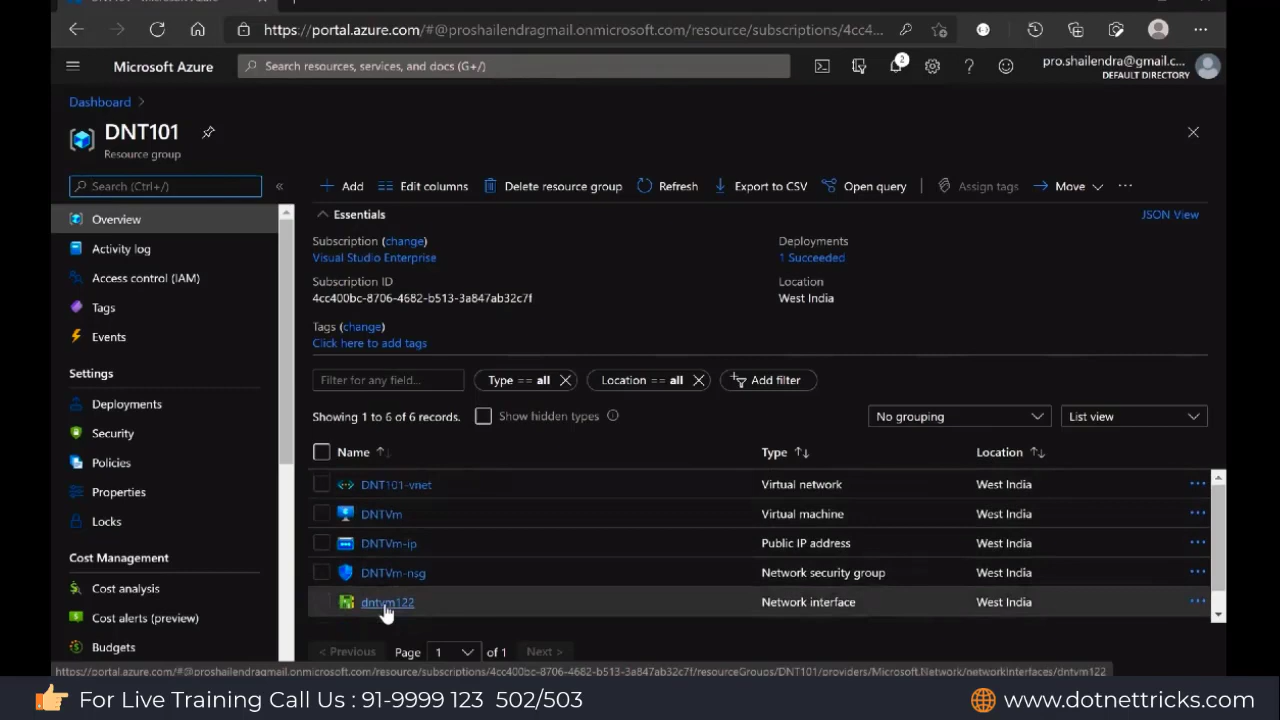 https://portal.azure.com/#@proshailendragmail.onmicrosoft.com/resource/subscriptions/4cc4...
Microsoft Azure
Search resources, services, and docs (G+/)
2
pro.shailendra@gmail.c...
DEFAULT DIRECTORY
Dashboard
DNT101
Resource group
Search (Ctrl+/)
Add
Edit columns
Delete resource group
Refresh
Export to CSV
Open query
Assign tags
Move
Overview
Activity log
Access control (IAM)
Tags
Events
Settings
Deployments
Security
Policies
Properties
Locks
Cost Management
Cost analysis
Cost alerts (preview)
Budgets
Essentials
JSON View
Subscription (change)
Visual Studio Enterprise
Deployments
1 Succeeded
Subscription ID
4cc400bc-8706-4682-b513-3a847ab32c7f
Location
West India
Tags (change)
Click here to add tags
Filter for any field...
Type == all
Location == all
Add filter
Showing 1 to 6 of 6 records.
Show hidden types
No grouping
List view
Name Type Location
DNT101-vnet Virtual network West India
DNTVm Virtual machine West India
DNTVm-ip Public IP address West India
DNTVm-nsg Network security group West India
dntvm122 Network interface West India
< Previous Page 1 of 1 Next >
https://portal.azure.com/#@proshailendragmail.onmicrosoft.com/resource/subscriptions/4cc400bc-8706-4682-b513-3a847ab32c7f/resourceGroups/DNT101/providers/Microsoft.Network/networkInterfaces/dntvm122
For Live Training Call Us : 91-9999 123 502/503
www.dotnettricks.com